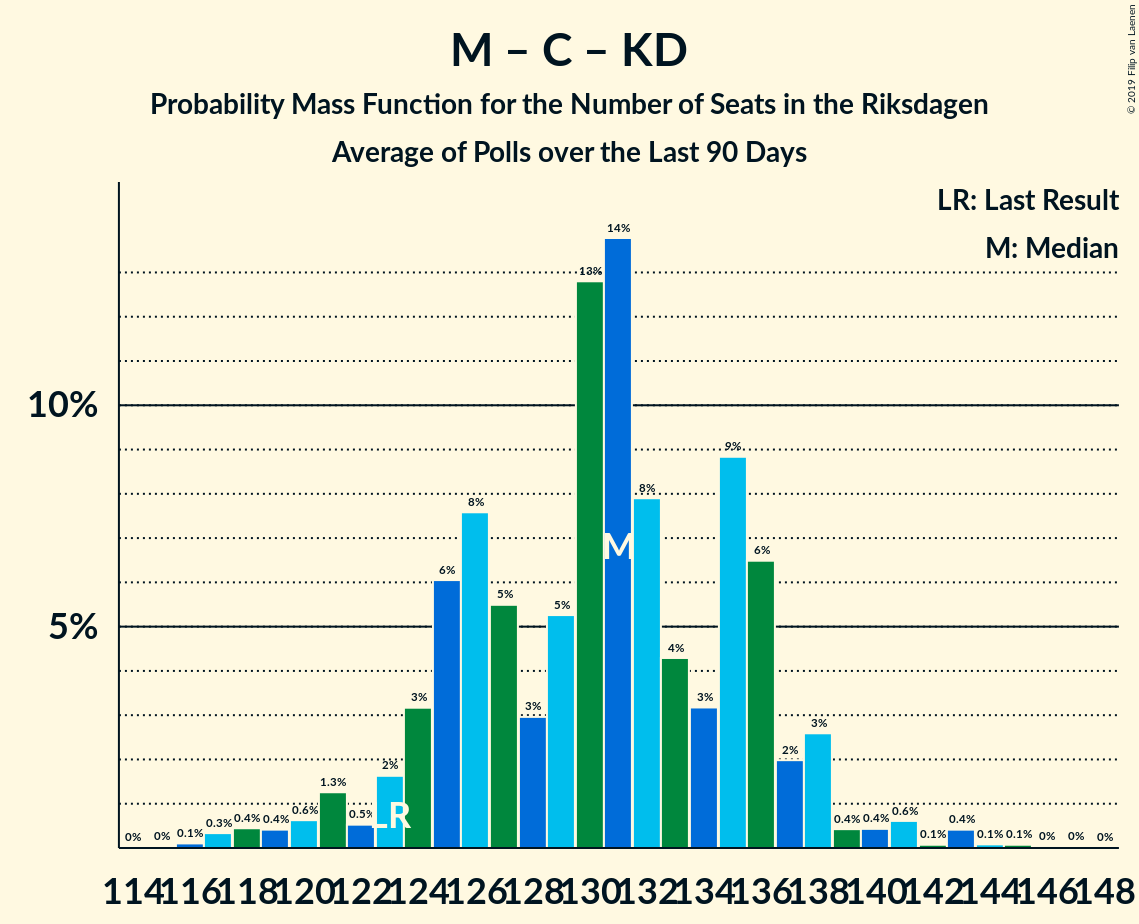 M – C – KD
Probability Mass Function for the Number of Seats in the Riksdagen
Average of Polls over the Last 90 Days
© 2019 Filip van Laenen
LR: Last Result
M: Median
10%
5%
0% 0% 0.1% 0.3% 0.4% 0.4% 0.6% 1.3% 0.5% 2% 3% 6% 8% 5% 3% 5% 13% 14% 8% 4% 3% 9% 6% 2% 3% 0.4% 0.4% 0.6% 0.1% 0.4% 0.1% 0.1% 0% 0% 0%
M
LR
114 116 118 120 122 124 126 128 130 132 134 136 138 140 142 144 146 148